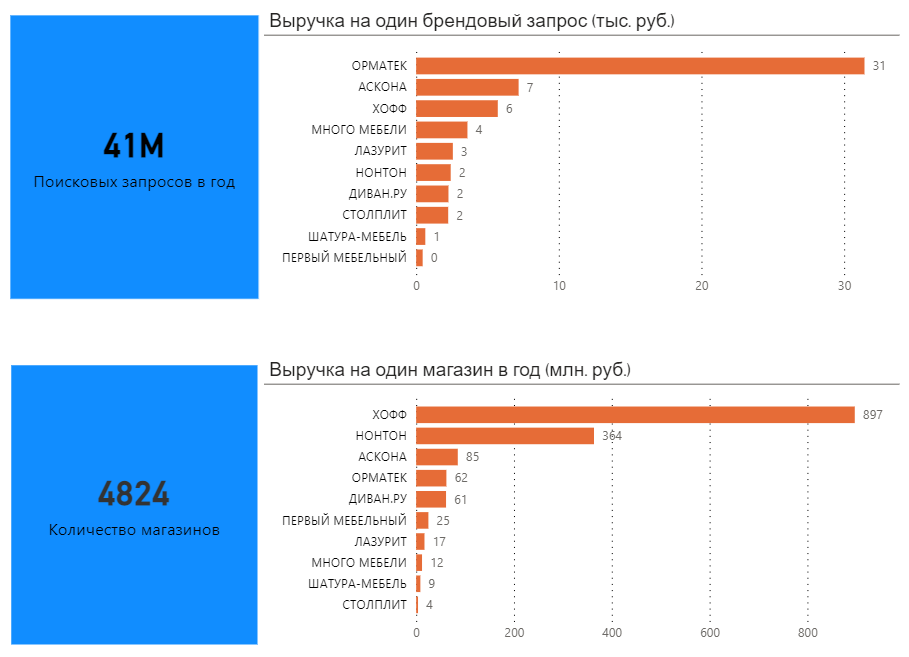 Выручка на один брендовый запрос (тыс. руб.)
41М
Поисковых запросов в год
ОРМАТЕК 31
АСКОНА 7
ХОФФ 6
МНОГО МЕБЕЛИ 4
ЛАЗУРИТ 3
НОНТОН 2
ДИВАН.РУ 2
СТОЛПЛИТ 2
ШАТУРА-МЕБЕЛЬ 1
ПЕРВЫЙ МЕБЕЛЬНЫЙ 0
0 10 20 30
Выручка на один магазин в год (млн. руб.)
4824
Количество магазинов
ХОФФ 897
НОНТОН 364
АСКОНА 85
ОРМАТЕК 62
ДИВАН.РУ 61
ПЕРВЫЙ МЕБЕЛЬНЫЙ 25
ЛАЗУРИТ 17
МНОГО МЕБЕЛИ 12
ШАТУРА-МЕБЕЛЬ 9
СТОЛПЛИТ 4
0 200 400 600 800